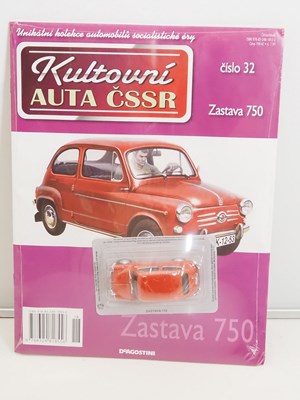 Unikátní kolekce automobilů socialistické éry
Kultovní
AUTA ČSSR
číslo 32
Zastava 750
Zastava 750
DeAGOSTINI